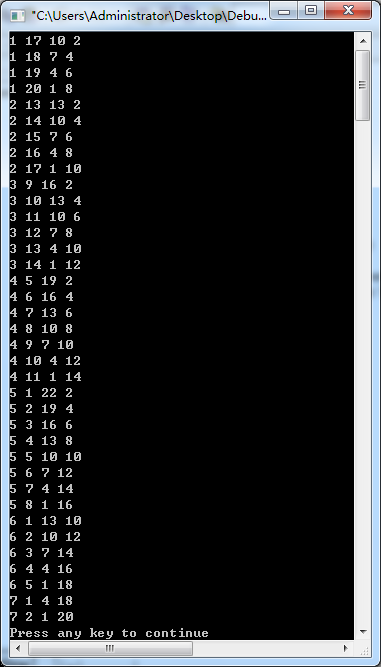 "C:\Users\Administrator\Desktop\Debu...
1 17 10 2
1 18 7 4
1 19 4 6
1 20 1 8
2 13 13 2
2 14 10 4
2 15 7 6
2 16 4 8
2 17 1 10
3 9 16 2
3 10 13 4
3 11 10 6
3 12 7 8
3 13 4 10
3 14 1 12
4 5 19 2
4 6 16 4
4 7 13 6
4 8 10 8
4 9 7 10
4 10 4 12
4 11 1 14
5 1 22 2
5 2 19 4
5 3 16 6
5 4 13 8
5 5 10 10
5 6 7 12
5 7 4 14
5 8 1 16
6 1 13 10
6 2 10 12
6 3 7 14
6 4 4 16
6 5 1 18
7 1 4 18
7 2 1 20
Press any key to continue